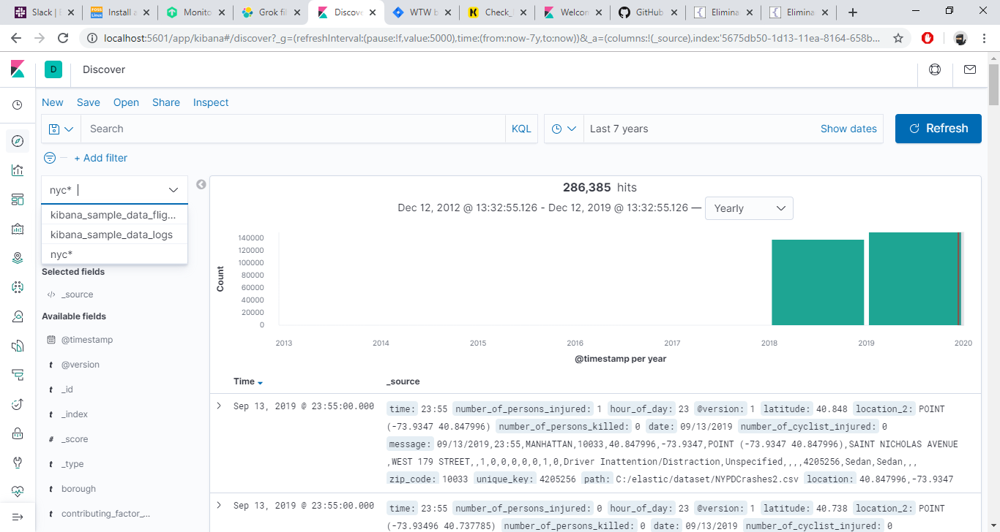 Slack | E
Install a
Monito
Grok fil
Discov
WTW b
Check_
Welcon
GitHub
Elimina
Elimina
localhost:5601/app/kibana#/discover?_g=(refreshInterval:(pause:!f,value:5000),time:(from:now-7y,to:now))&_a=(columns:!(_source),index:'5675db50-1d13-11ea-8164-658b...
D Discover
New Save Open Share Inspect
Search KQL Last 7 years Show dates Refresh
+ Add filter
nyc*
kibana_sample_data_flig...
kibana_sample_data_logs
nyc*
Selected fields
_source
Available fields
@timestamp
t @version
t _id
t _index
# _score
t _type
t borough
t contributing_factor_...
286,385 hits
Dec 12, 2012 @ 13:32:55.126 - Dec 12, 2019 @ 13:32:55.126 — Yearly
Count
140000
120000
100000
80000
60000
40000
20000
0
2013 2014 2015 2016 2017 2018 2019 2020
@timestamp per year
Time _source
Sep 13, 2019 @ 23:55:00.000 time: 23:55 number_of_persons_injured: 1 hour_of_day: 23 @version: 1 latitude: 40.848 location_2: POINT
(-73.9347 40.847996) number_of_persons_killed: 0 date: 09/13/2019 number_of_cyclist_injured: 0
message: 09/13/2019,23:55,MANHATTAN,10033,40.847996,-73.9347,POINT (-73.9347 40.847996),SAINT NICHOLAS AVENUE
,WEST 179 STREET,,1,0,0,0,0,0,1,0,Driver Inattention/Distraction,Unspecified,,,,4205256,Sedan,Sedan,,,
zip_code: 10033 unique_key: 4205256 path: C:/elastic/dataset/NYPDCrashes2.csv location: 40.847996,-73.9347
Sep 13, 2019 @ 23:55:00.000 time: 23:55 number_of_persons_injured: 0 hour_of_day: 23 @version: 1 latitude: 40.738 location_2: POINT
(-73.93496 40.737785) number_of_persons_killed: 0 date: 09/13/2019 number_of_cyclist_injured: 0